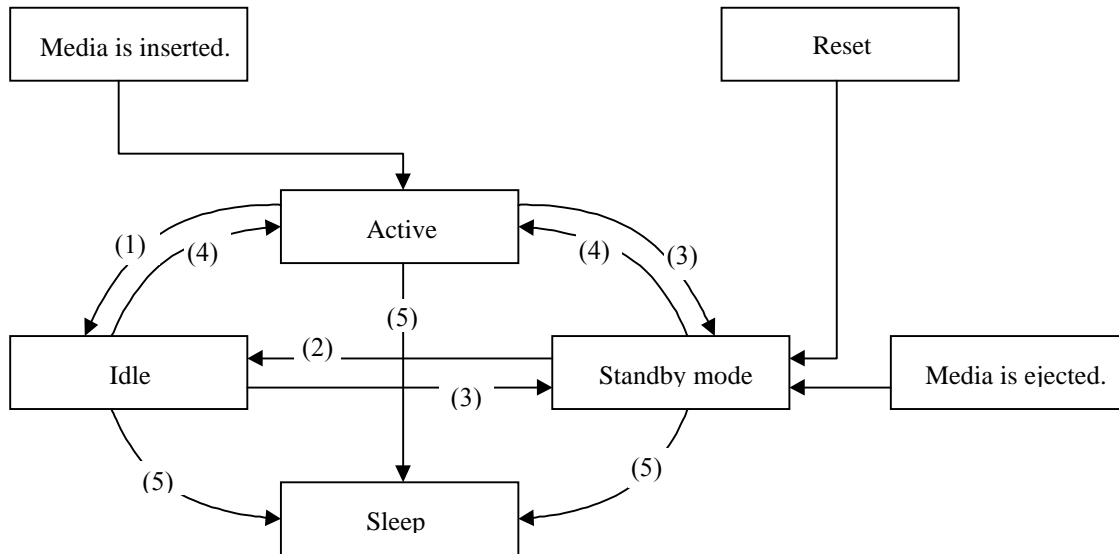 Media is inserted.
Reset
Active
(1)
(4)
(4)
(3)
(5)
(2)
Idle
Standby mode
Media is ejected.
(3)
(5)
(5)
Sleep